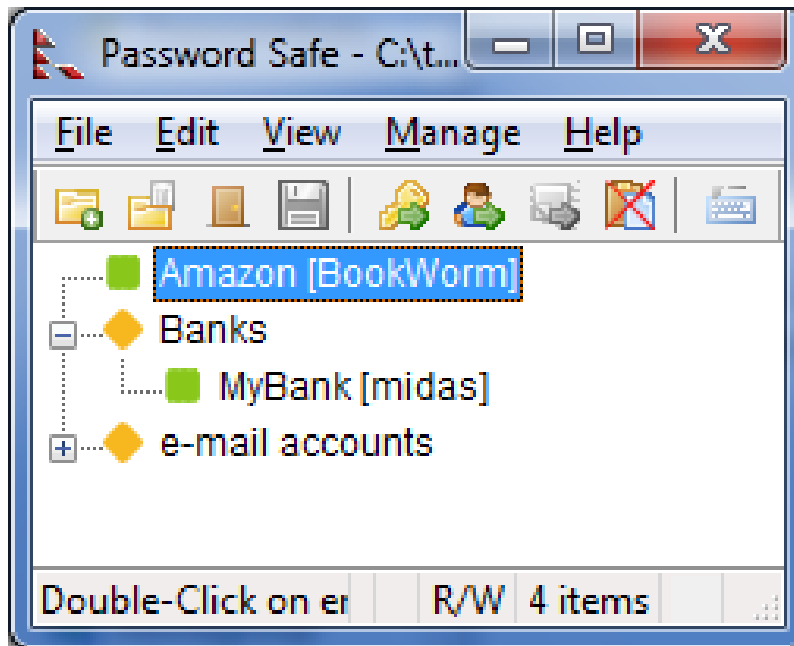 Password Safe - C:\t...
File Edit View Manage Help
Amazon [BookWorm]
Banks
MyBank [midas]
e-mail accounts
Double-Click on er R/W 4 items